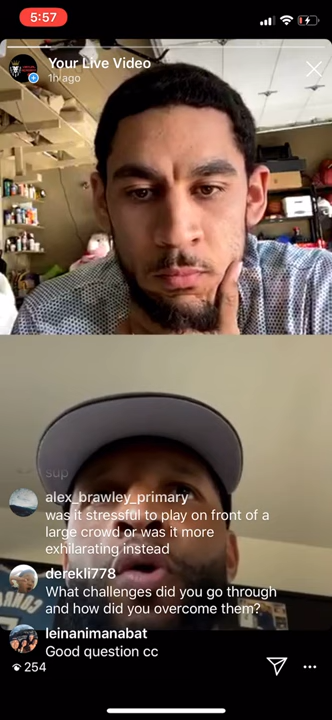 5:57
Your Live Video
1h ago
sup
alex_brawley_primary
was it stressful to play on front of a
large crowd or was it more
exhilarating instead
derekli778
What challenges did you go through
and how did you overcome them?
leinanimanabat
Good question cc
254